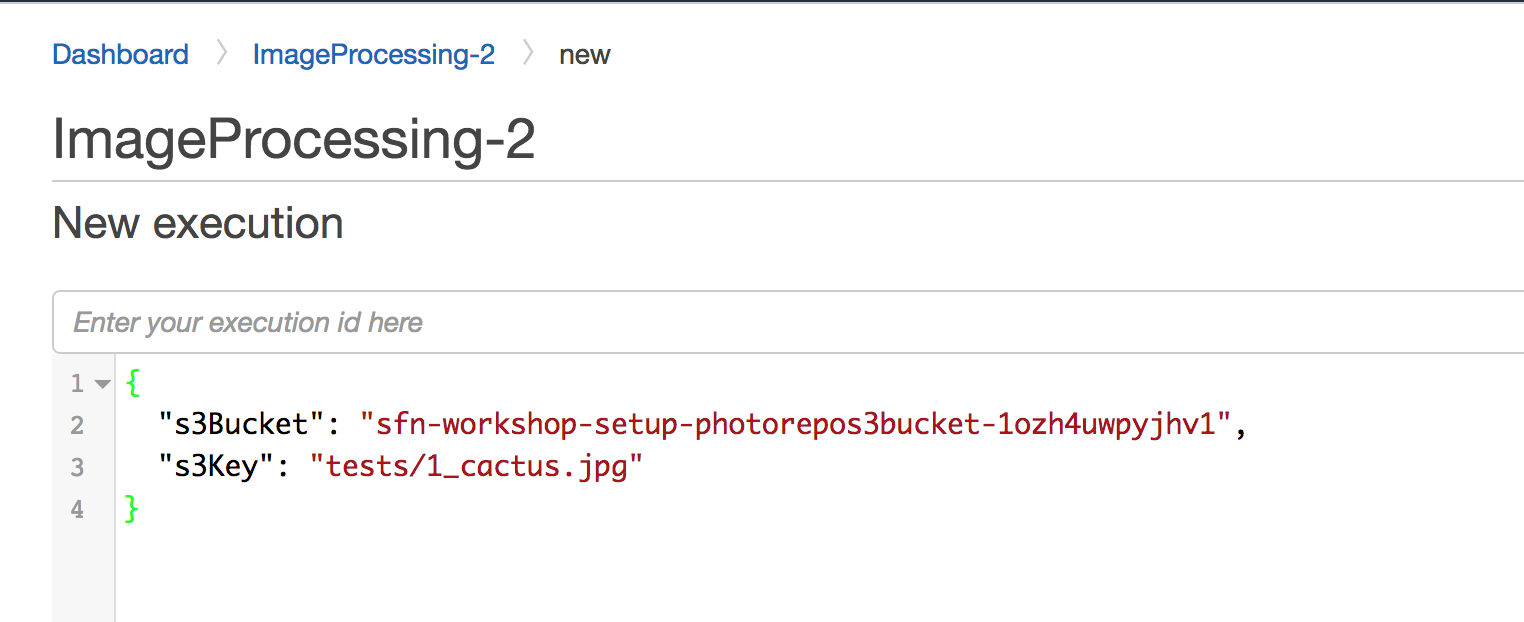 Dashboard > ImageProcessing-2 > new
ImageProcessing-2
New execution
Enter your execution id here
1 {
2 "s3Bucket": "sfn-workshop-setup-photorepos3bucket-1ozh4uwpyjhv1",
3 "s3Key": "tests/1_cactus.jpg"
4 }